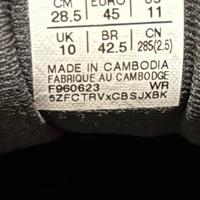 CM EURO US
28.5 45 11
UK BR CN
10 42.5 285(2.5)
MADE IN CAMBODIA
FABRIQUE AU CAMBODGE
F960623 WR
5ZFCTRVxCBSJXBK